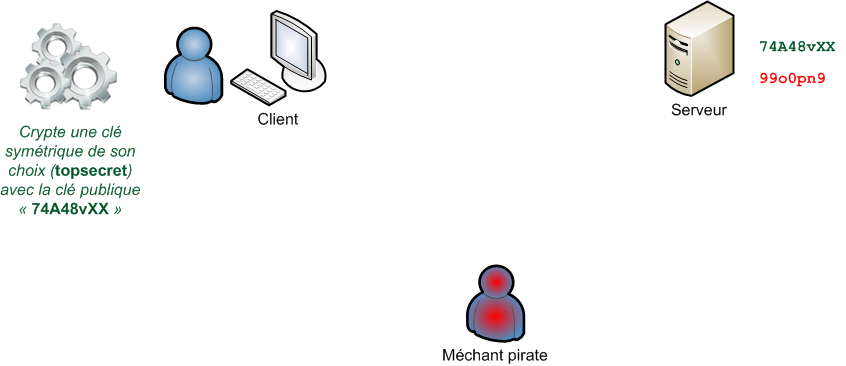 Crypte une clé
symétrique de son
choix (topsecret)
avec la clé publique
« 74A48vXX »
Client
Serveur
74A48vXX
99o0pn9
Méchant pirate